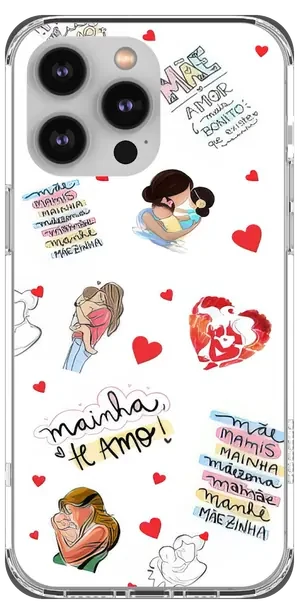 MÃE
AMOR
mais
BONITO
que existe
mãe
MAMIS
MAINHA
mãezona
mamãe
manhê
MÃEZINHA
mainha,
te AMO!
mãe
MAMIS
MAINHA
mãezona
mamãe
manhê
MÃEZINHA